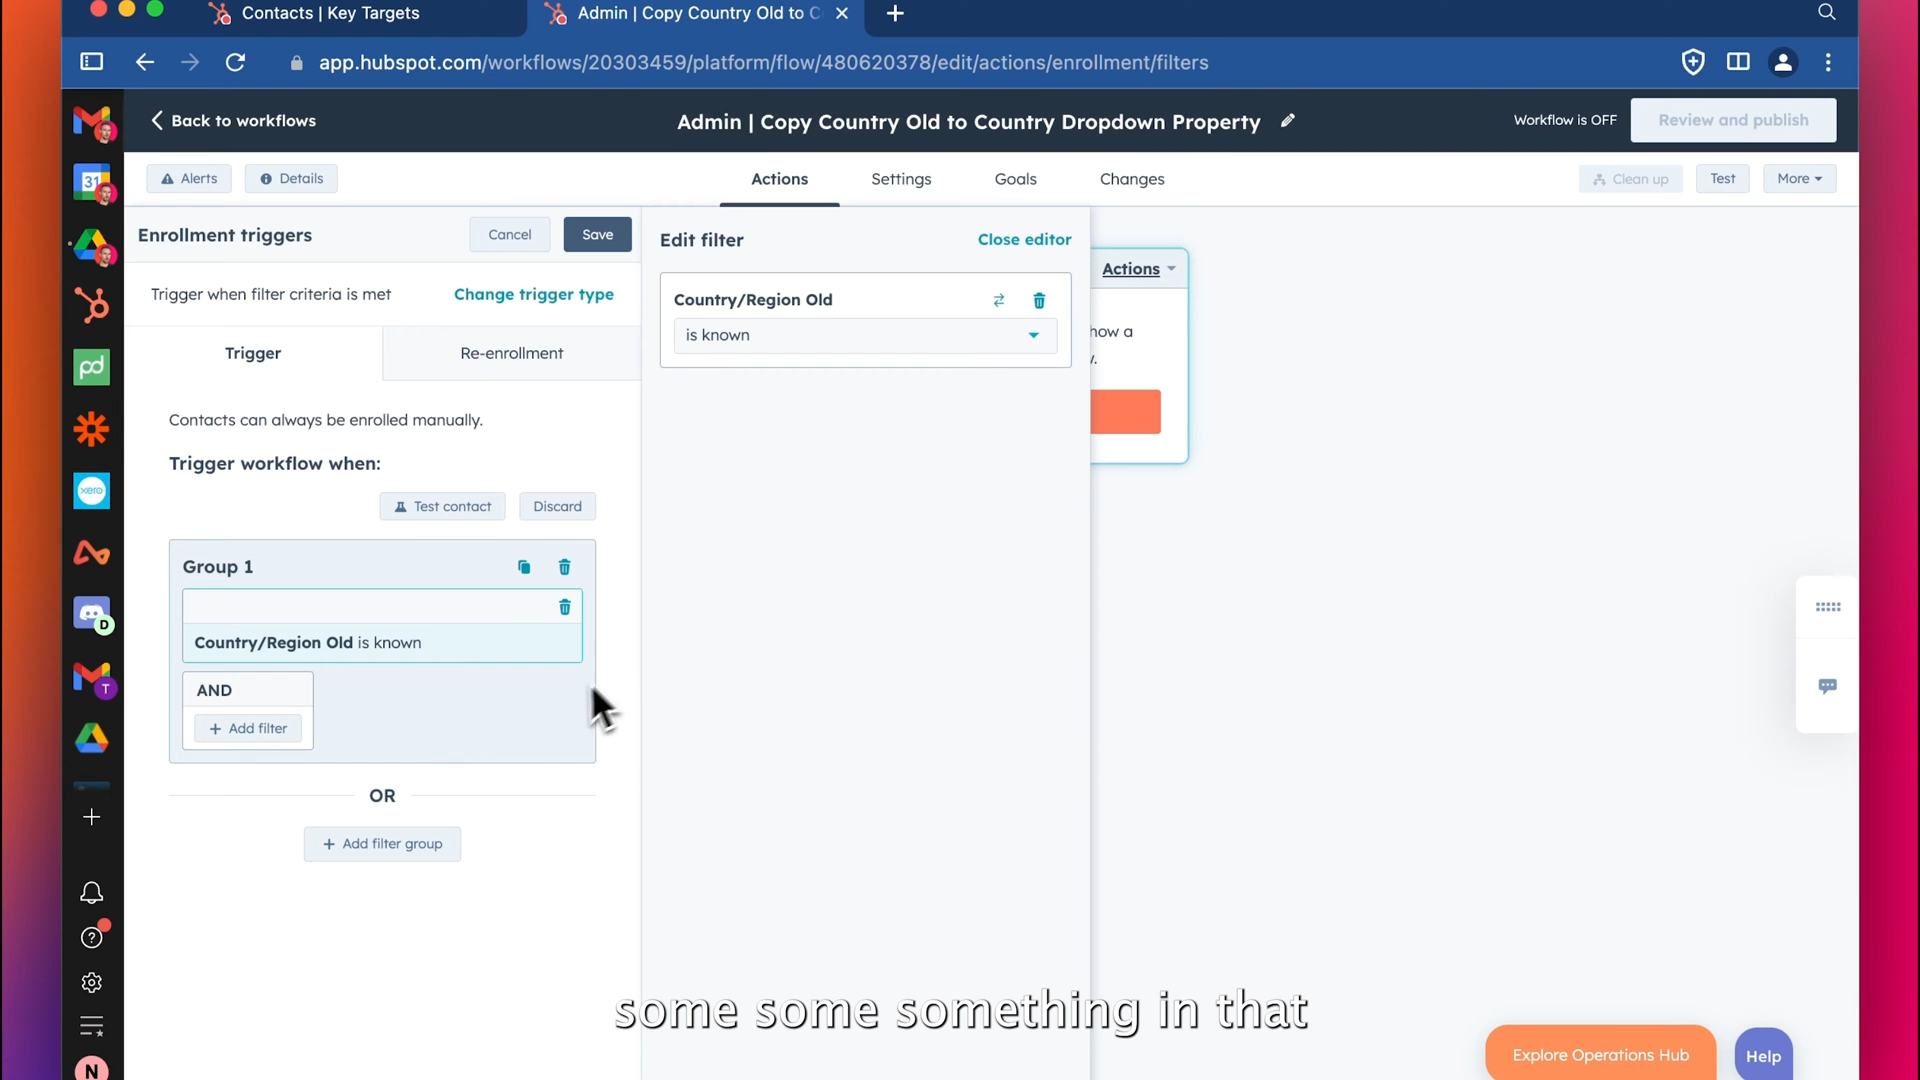 Contacts | Key Targets
Admin | Copy Country Old to C
app.hubspot.com/workflows/20303459/platform/flow/480620378/edit/actions/enrollment/filters
Back to workflows
Admin | Copy Country Old to Country Dropdown Property
Workflow is OFF
Review and publish
Alerts
Details
Actions
Settings
Goals
Changes
Clean up
Test
More
Enrollment triggers
Cancel
Save
Trigger when filter criteria is met
Change trigger type
Trigger
Re-enrollment
Contacts can always be enrolled manually.
Trigger workflow when:
Test contact
Discard
Group 1
Country/Region Old is known
AND
+ Add filter
OR
+ Add filter group
Edit filter
Close editor
Country/Region Old
is known
Actions
how a
31
pd
xero
D
T
N
some some something in that
Explore Operations Hub
Help